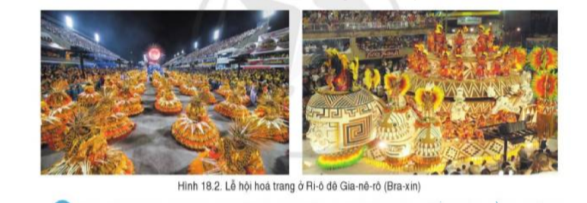 Hình 18.2. Lễ hội hoá trang ở Ri-ô đê Gia-nê-rô (Bra-xin)